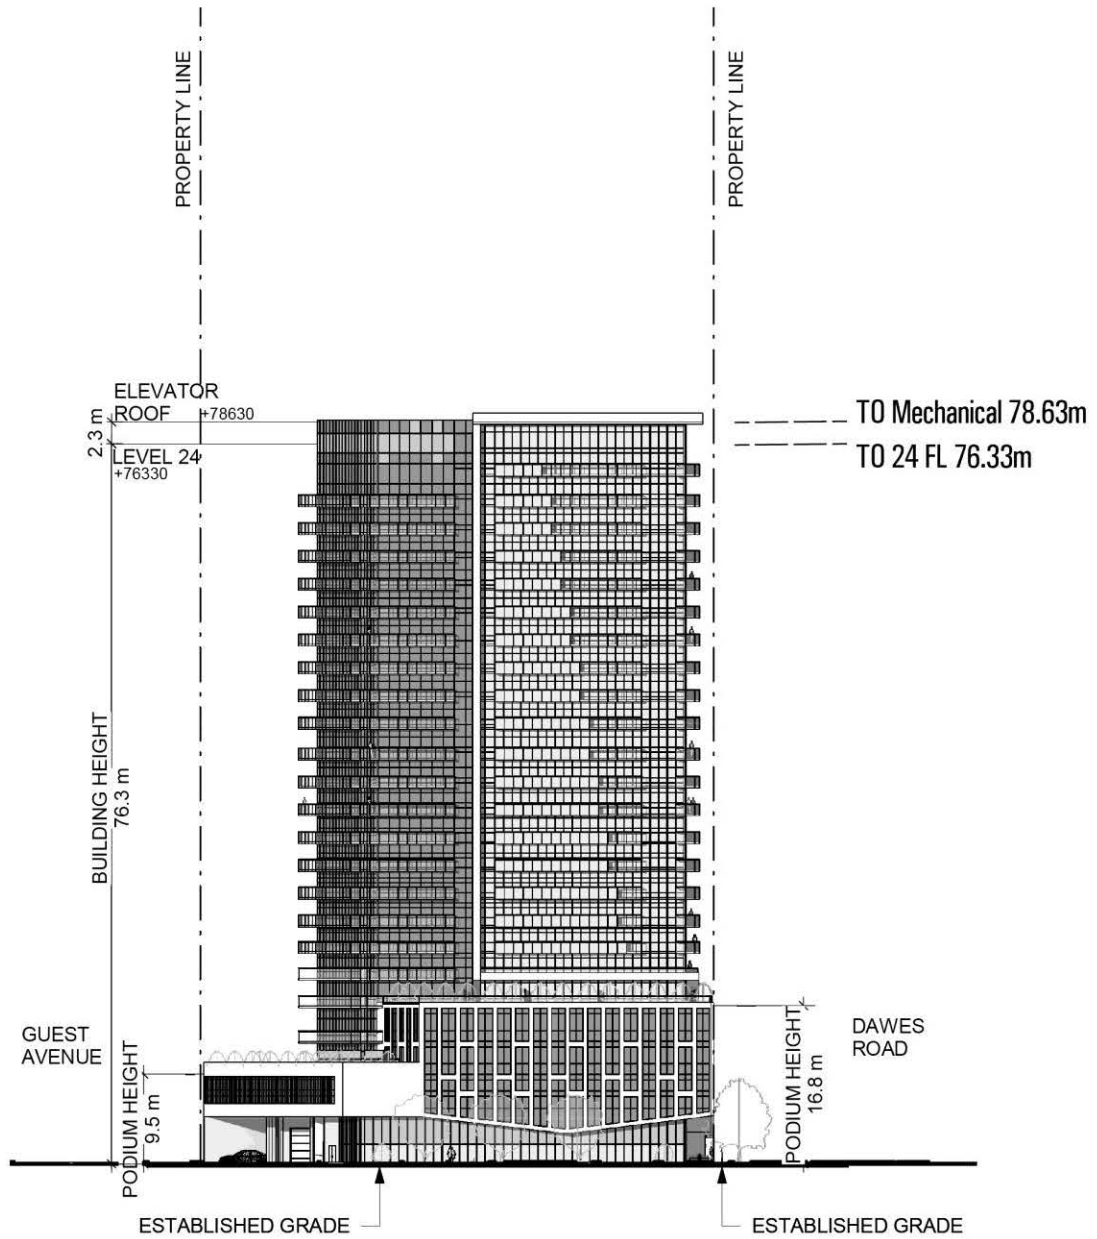 PROPERTY LINE
PROPERTY LINE
ELEVATOR
ROOF +78630
2.3 m
LEVEL 24
+76330
TO Mechanical 78.63m
TO 24 FL 76.33m
BUILDING HEIGHT
76.3 m
GUEST
AVENUE
PODIUM HEIGHT
9.5 m
PODIUM HEIGHT
16.8 m
DAWES
ROAD
ESTABLISHED GRADE
ESTABLISHED GRADE